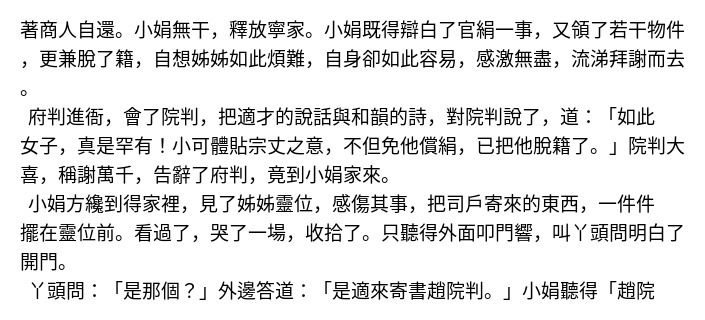 著商人自還。小娟無干，釋放寧家。小娟既得辯白了官絹一事，又領了若干物件
，更兼脫了籍，自想姊姊如此煩難，自身卻如此容易，感激無盡，流涕拜謝而去
。
府判進衙，會了院判，把適才的說話與和韻的詩，對院判說了，道：「如此
女子，真是罕有！小可體貼宗丈之意，不但免他償絹，已把他脫籍了。」院判大
喜，稱謝萬千，告辭了府判，竟到小娟家來。
小娟方纔到得家裡，見了姊姊靈位，感傷其事，把司戶寄來的東西，一件件
擺在靈位前。看過了，哭了一場，收拾了。只聽得外面叩門響，叫丫頭問明白了
開門。
丫頭問：「是那個？」外邊答道：「是適來寄書趙院判。」小娟聽得「趙院